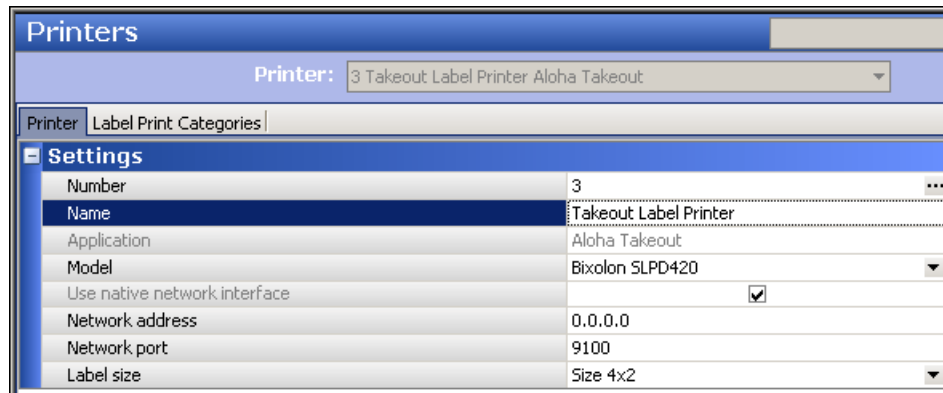 Printers
Printer: 3 Takeout Label Printer Aloha Takeout
Printer Label Print Categories
Settings
Number 3 ...
Name Takeout Label Printer
Application Aloha Takeout
Model Bixolon SLPD420
Use native network interface
Network address 0.0.0.0
Network port 9100
Label size Size 4x2